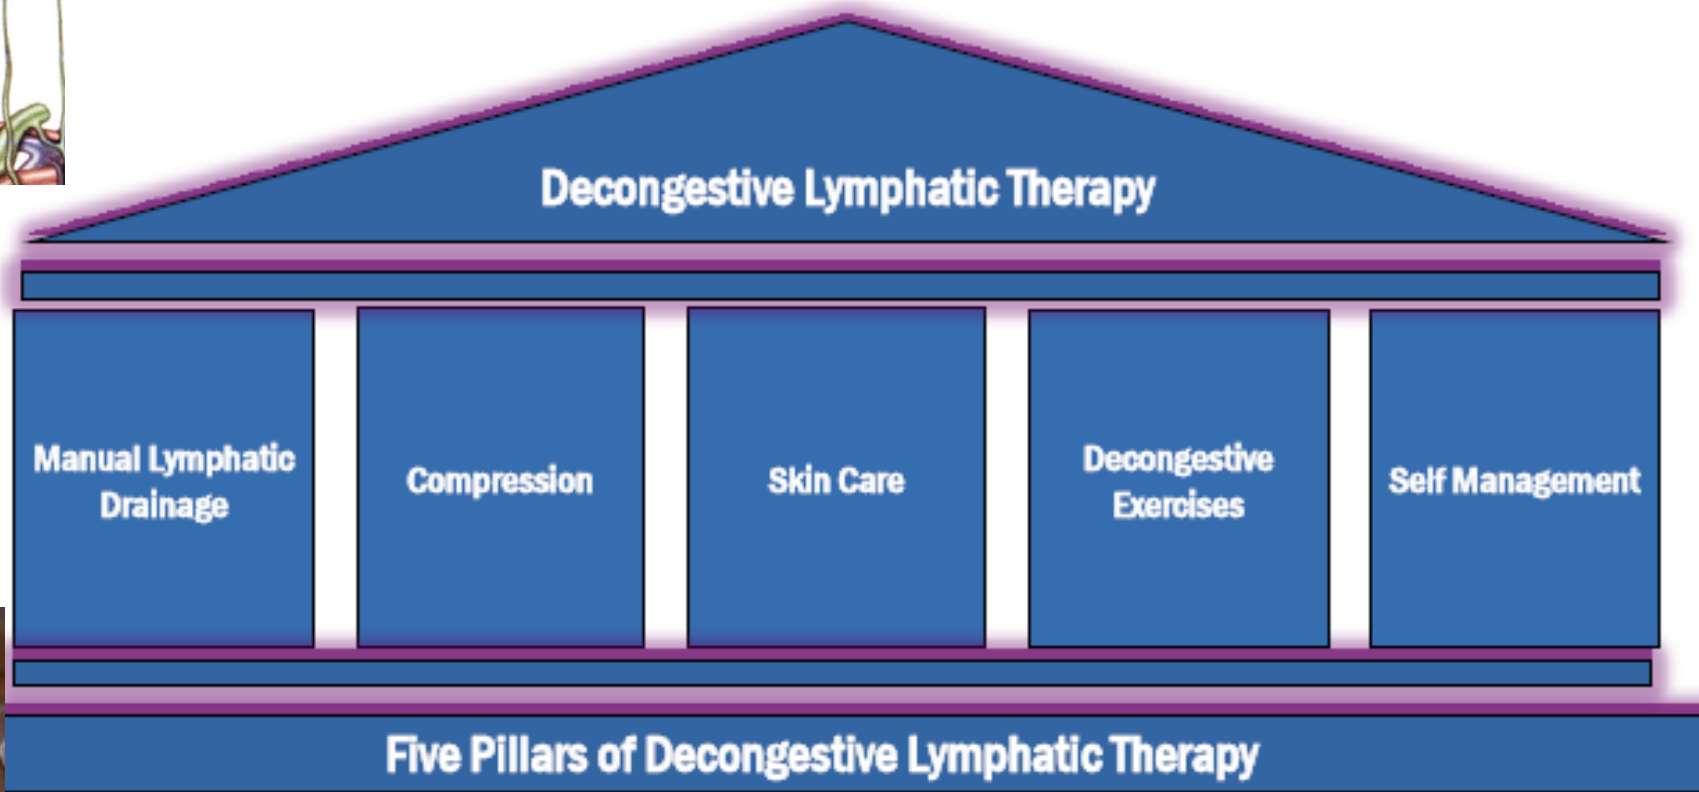 Decongestive Lymphatic Therapy
Manual Lymphatic
Drainage
Compression
Skin Care
Decongestive
Exercises
Self Management
Five Pillars of Decongestive Lymphatic Therapy